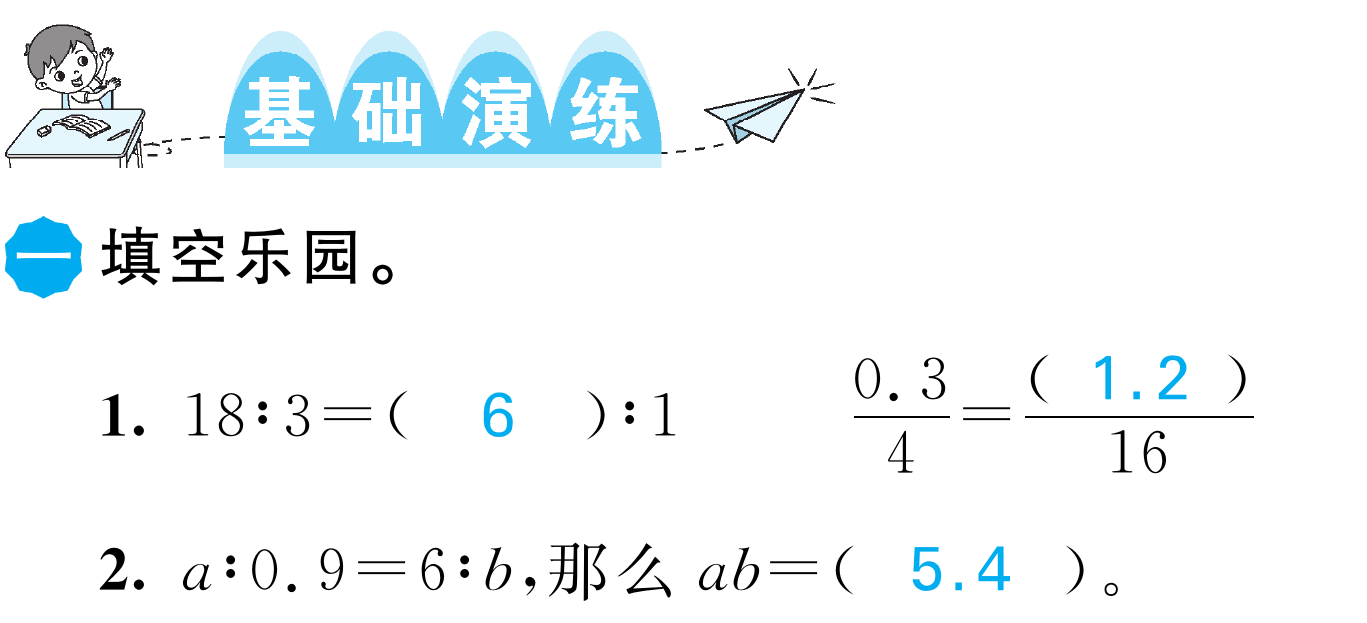 基础演练
一 填空乐园。
1. 18∶3=( 6 )∶1 0.3/4=( 1.2 )/16
2. a∶0.9=6∶b,那么 ab=( 5.4 )。